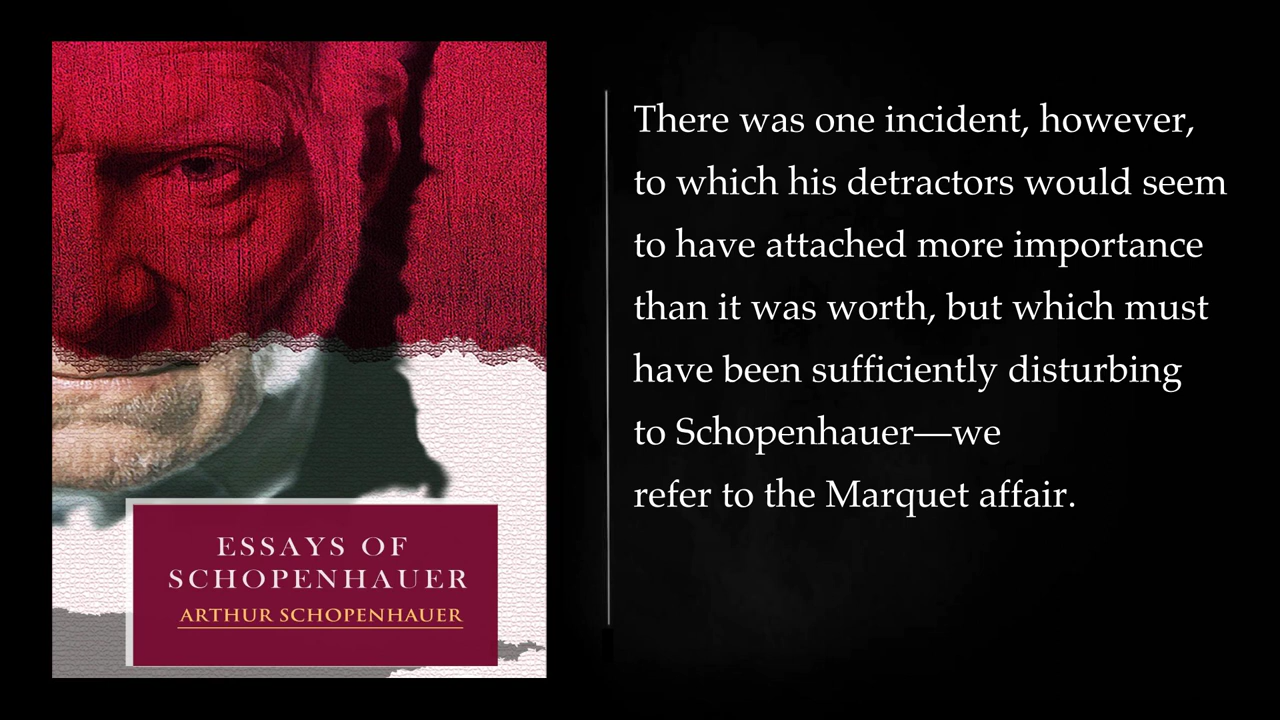 ESSAYS OF
SCHOPENHAUER
ARTHUR SCHOPENHAUER
There was one incident, however,
to which his detractors would seem
to have attached more importance
than it was worth, but which must
have been sufficiently disturbing
to Schopenhauer—we
refer to the Marquet affair.